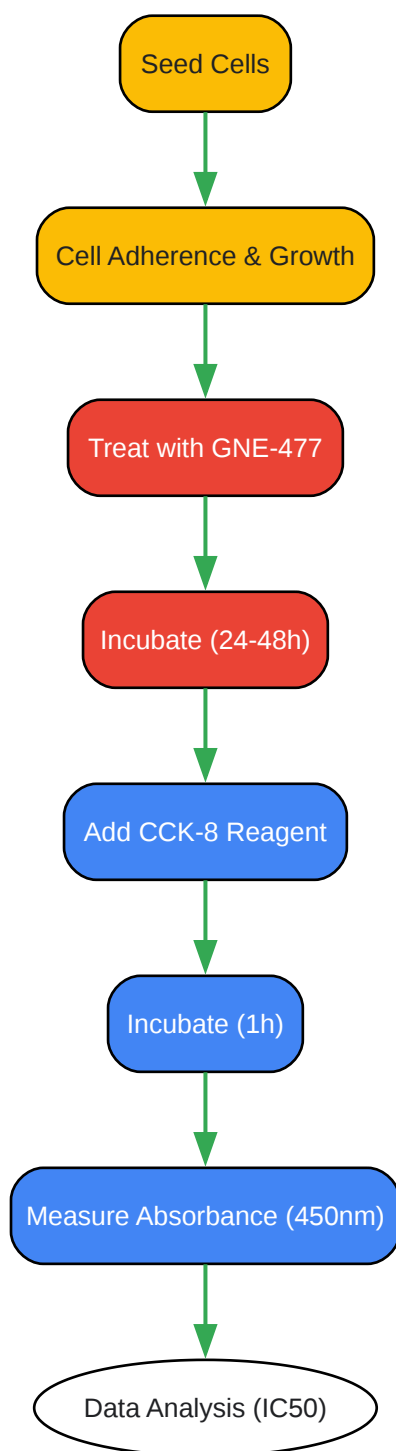 Seed Cells
Cell Adherence & Growth
Treat with GNE-477
Incubate (24-48h)
Add CCK-8 Reagent
Incubate (1h)
Measure Absorbance (450nm)
Data Analysis (IC50)